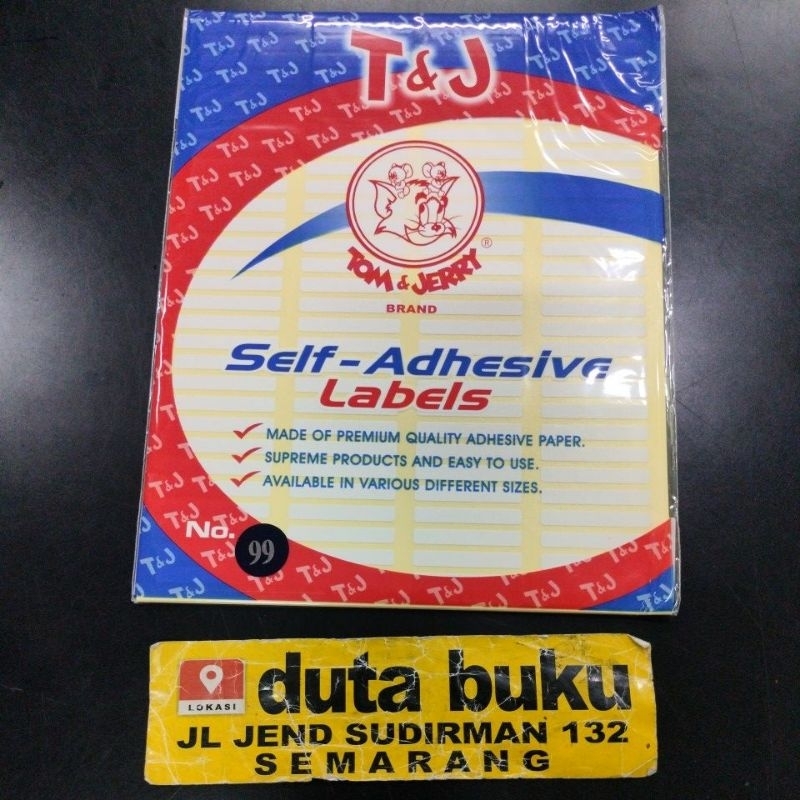 T&J
TOM & JERRY ®
BRAND
Self-Adhesive
Labels
MADE OF PREMIUM QUALITY ADHESIVE PAPER.
SUPREME PRODUCTS AND EASY TO USE.
AVAILABLE IN VARIOUS DIFFERENT SIZES.
No. 99
LOKASI
duta buku
JL JEND SUDIRMAN 132
SEMARANG